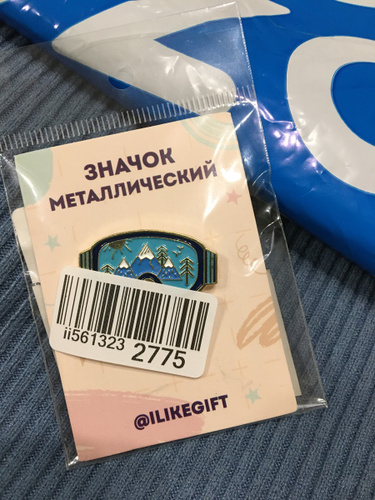 ЗНАЧОК
МЕТАЛЛИЧЕСКИЙ
ii561323 2775
@ILIKEGIFT